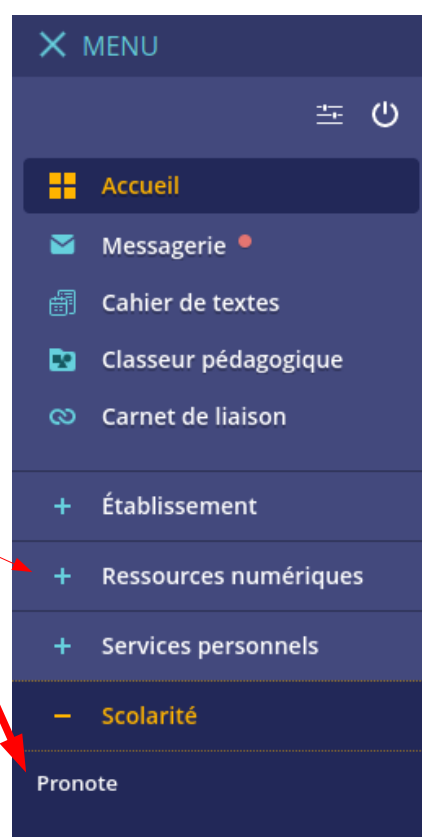 MENU
Accueil
Messagerie
Cahier de textes
Classeur pédagogique
Carnet de liaison
Établissement
Ressources numériques
Services personnels
Scolarité
Pronote